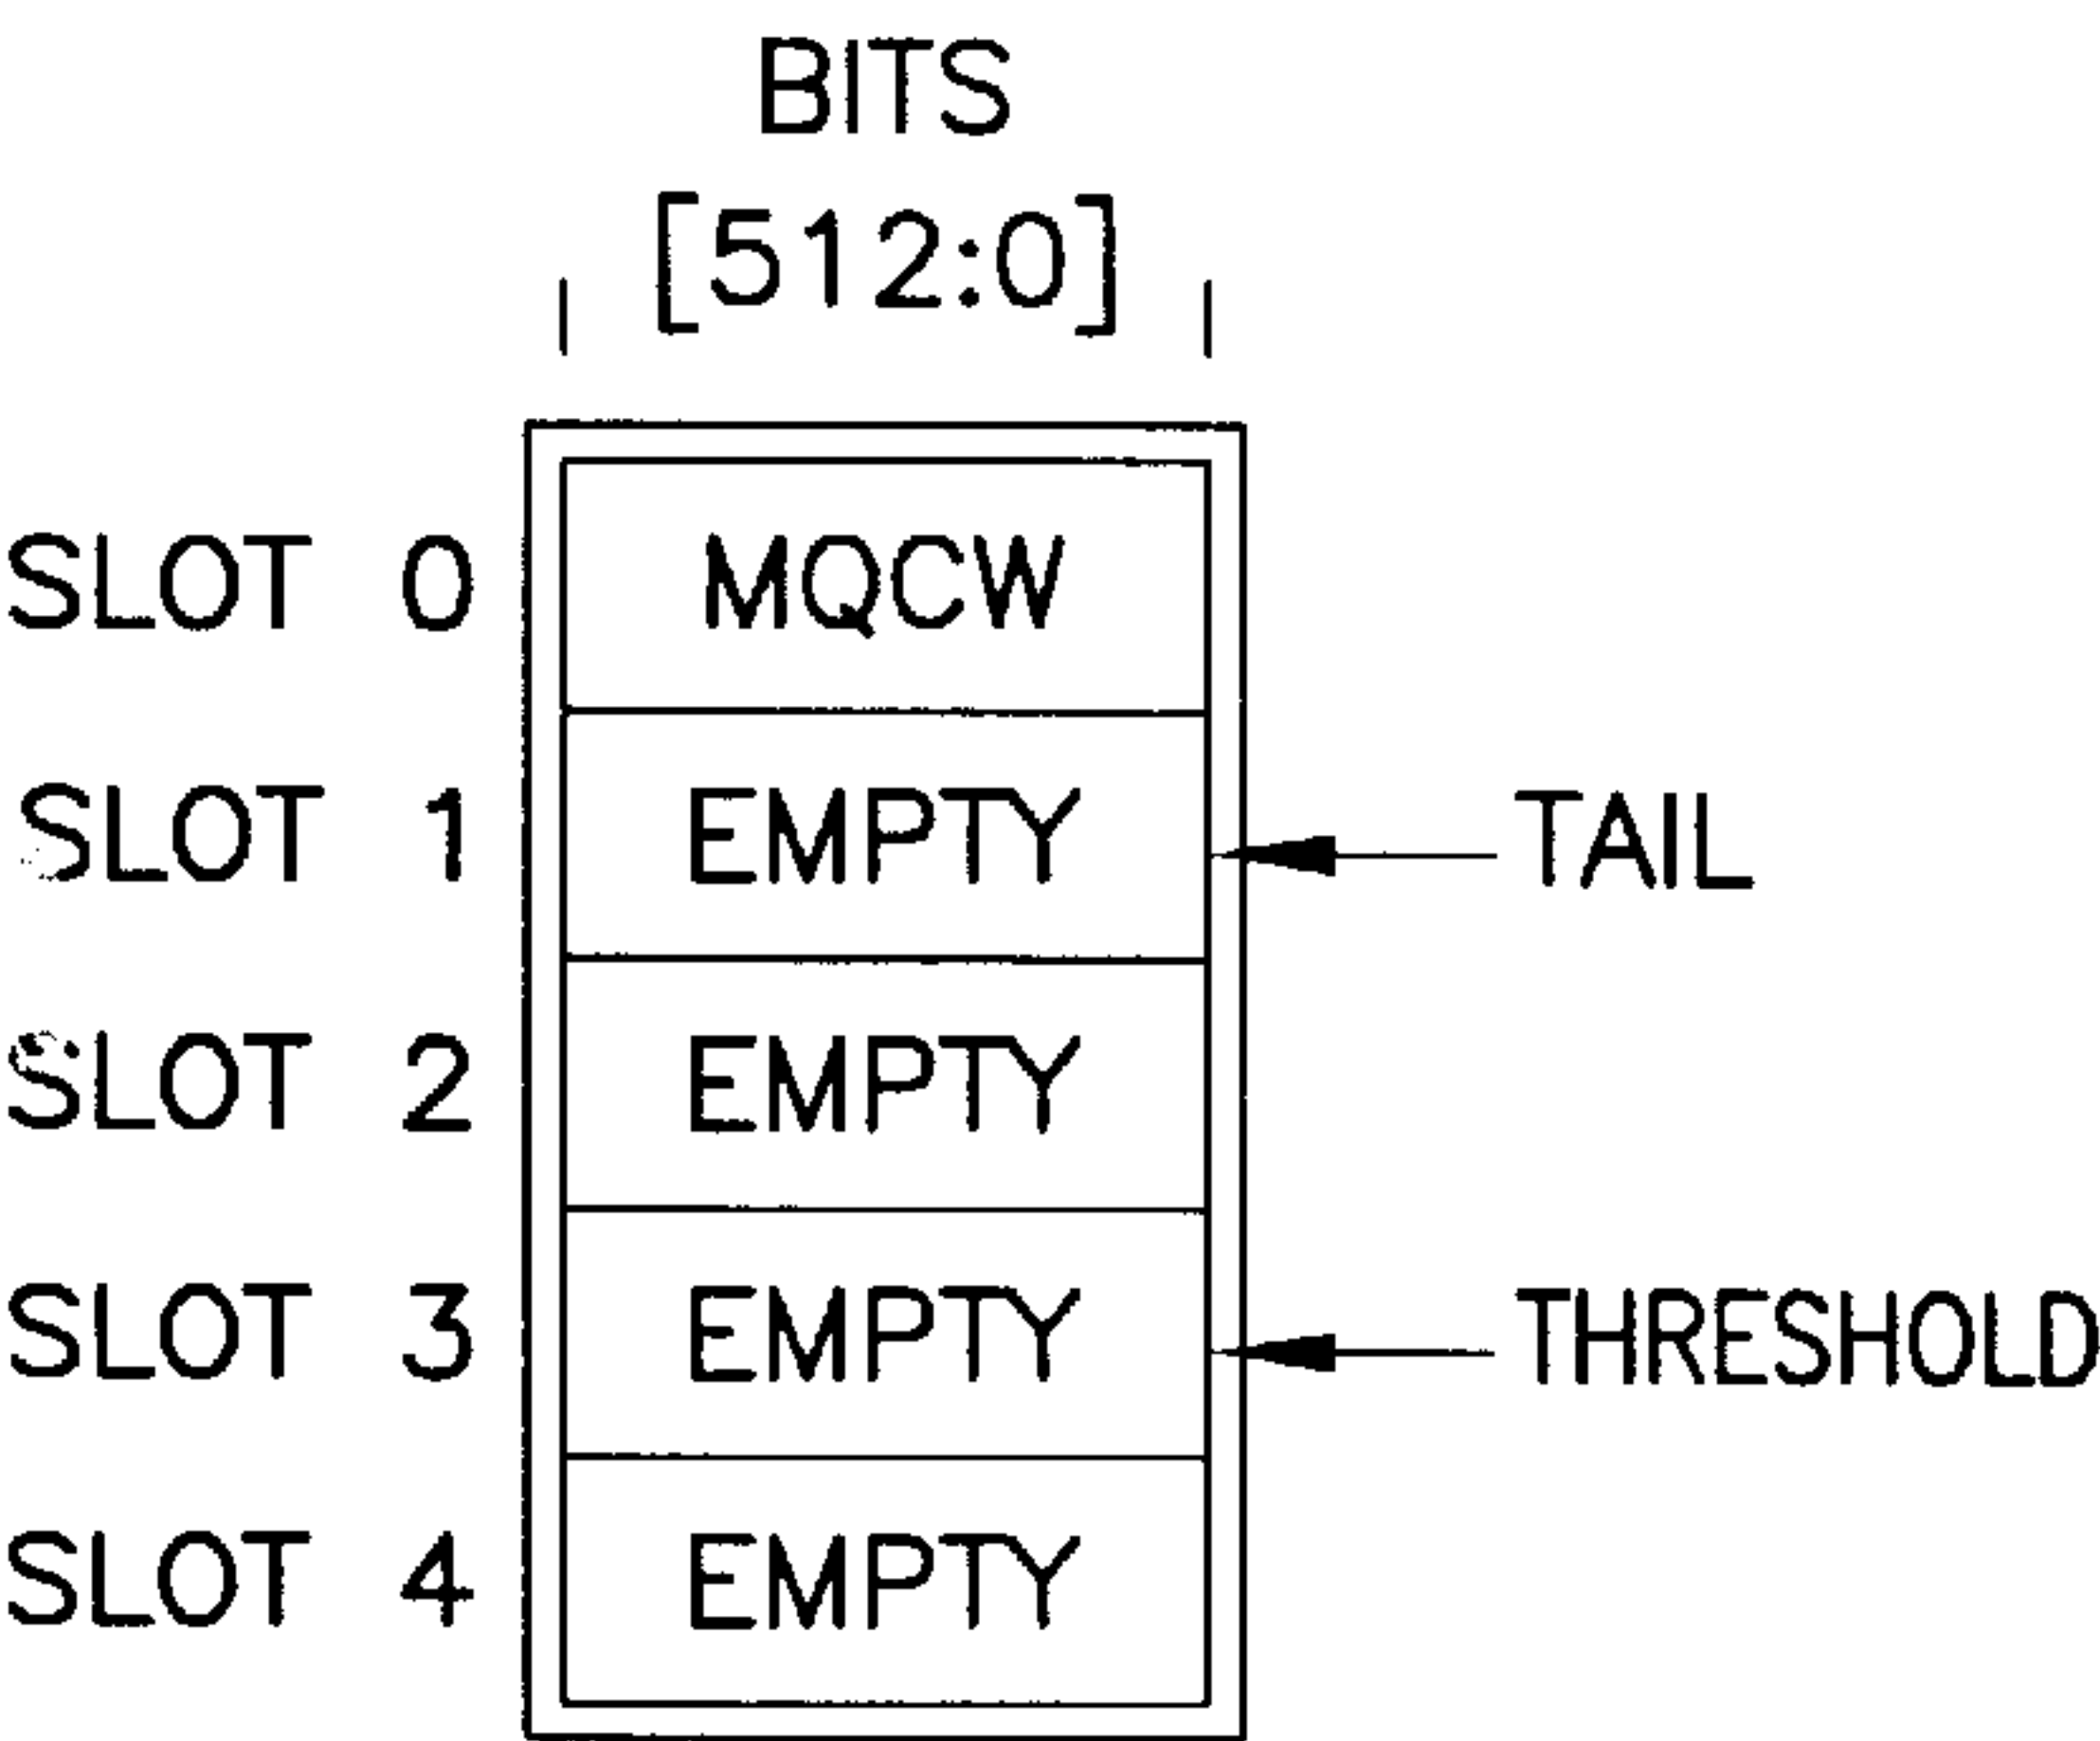 BITS
[512:0]
SLOT 0 MQCW
SLOT 1 EMPTY TAIL
SLOT 2 EMPTY
SLOT 3 EMPTY THRESHOLD
SLOT 4 EMPTY